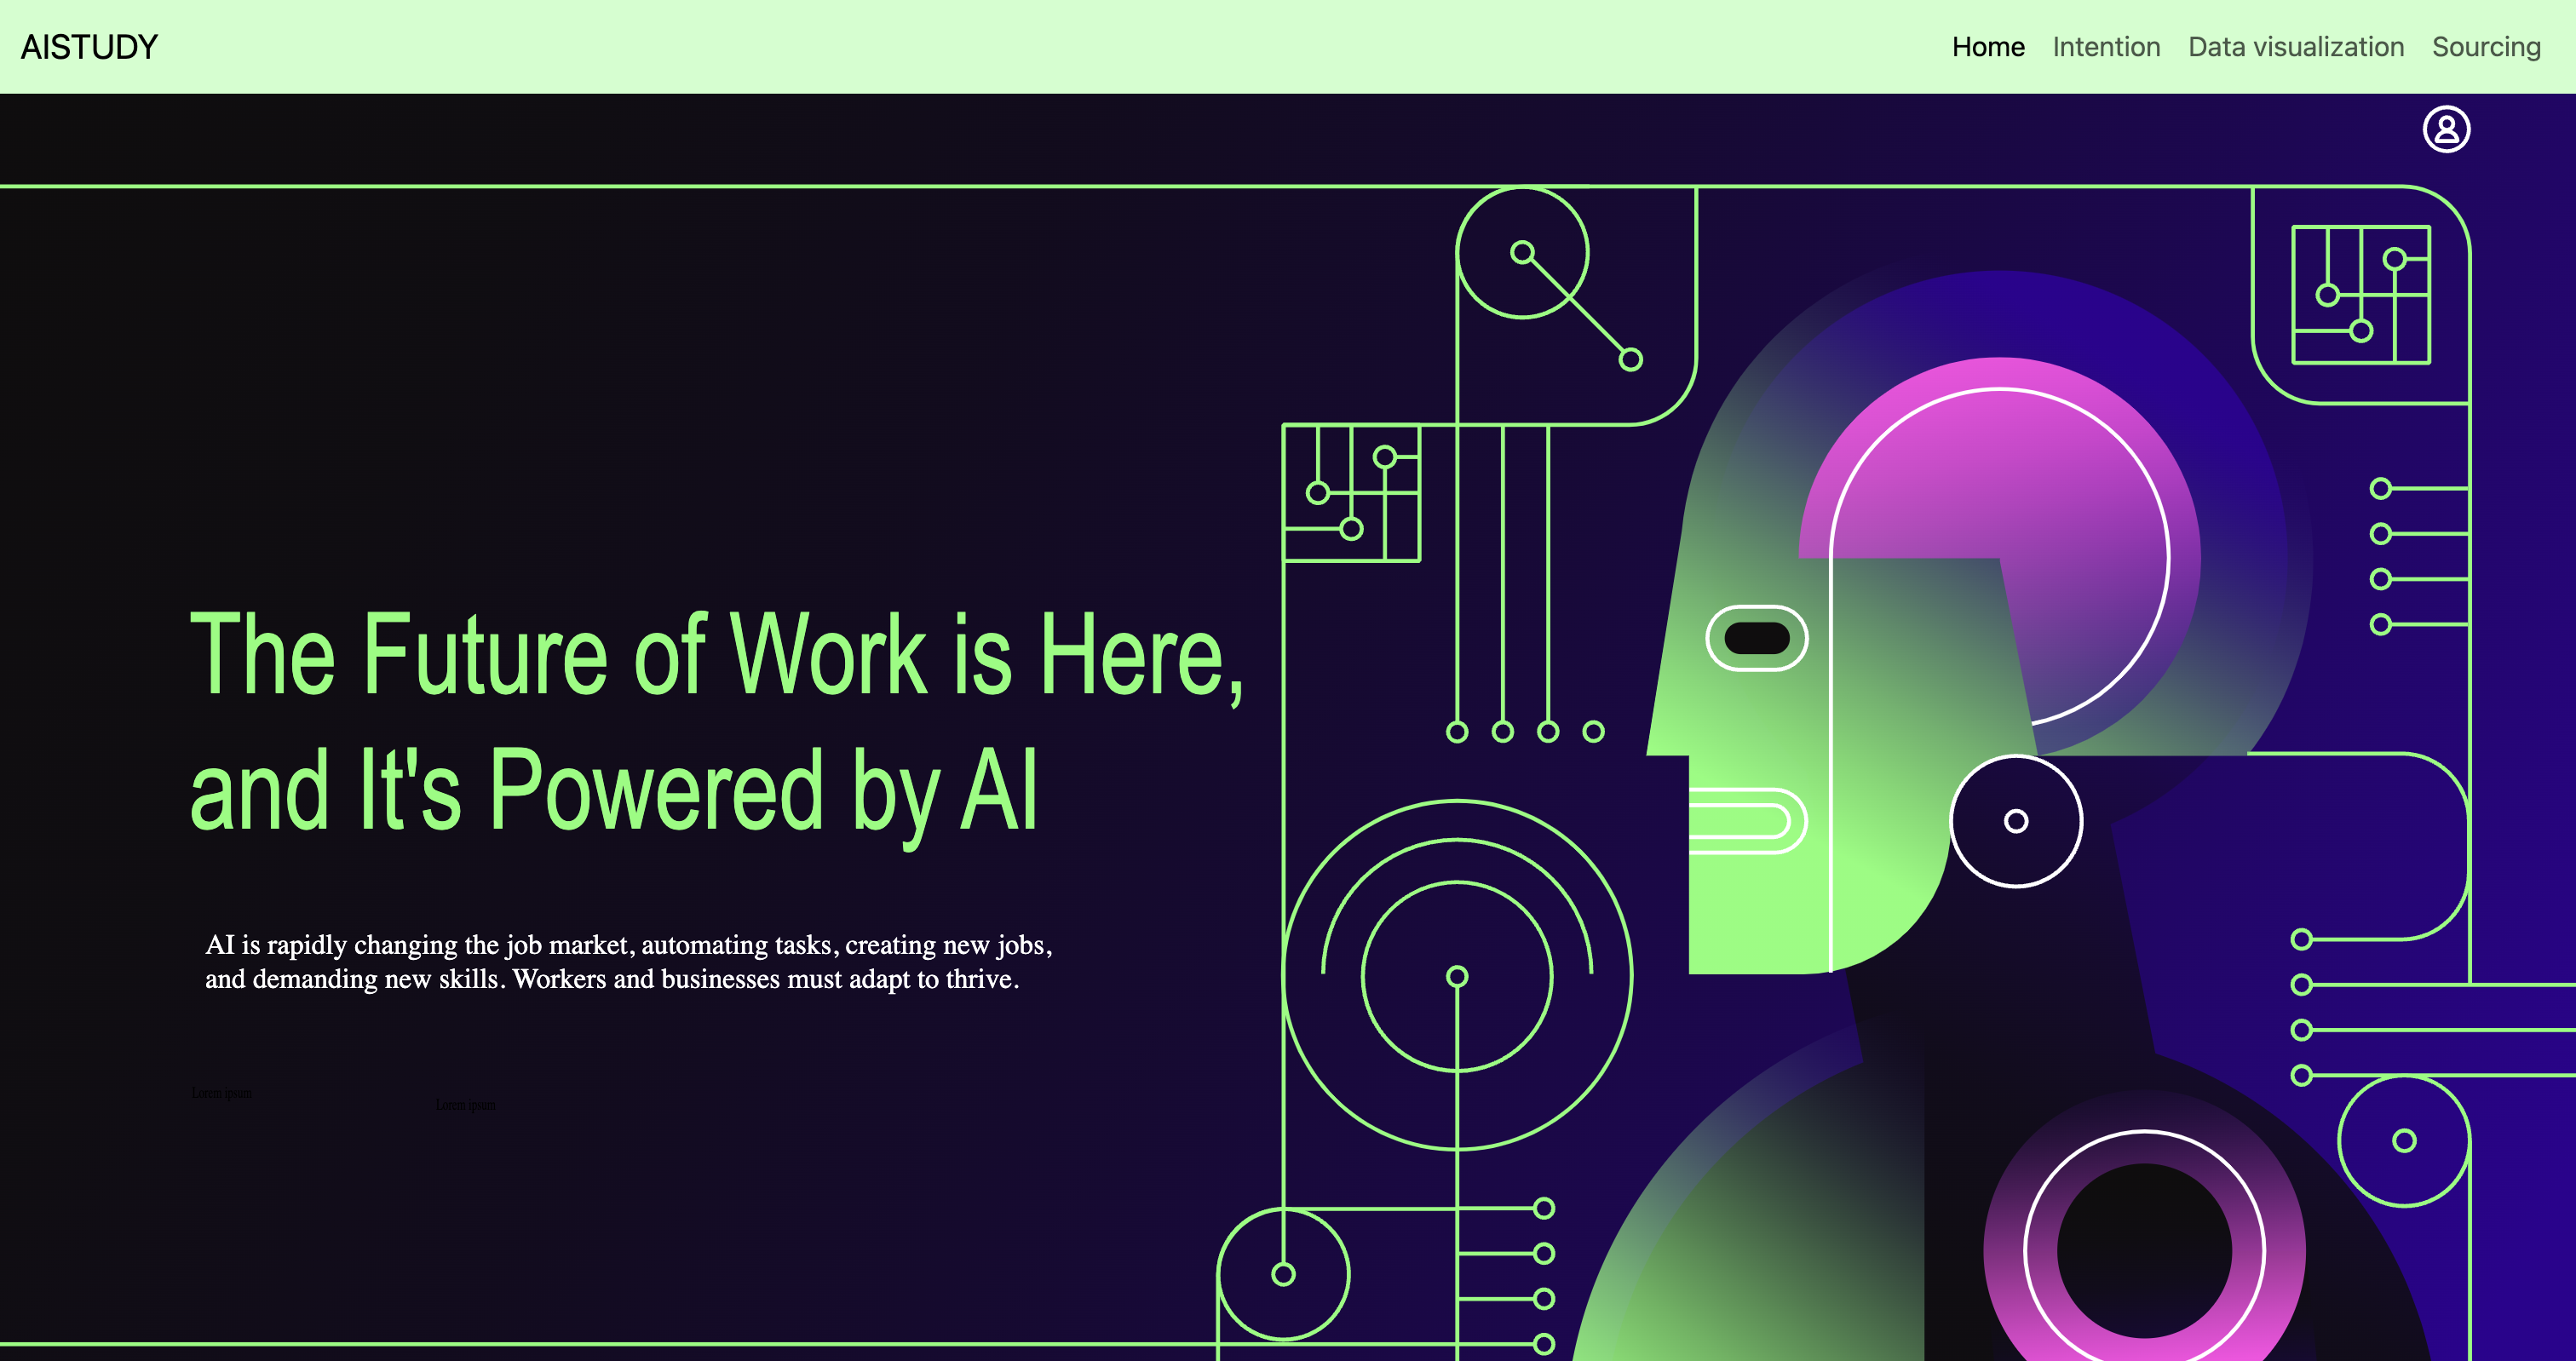 AISTUDY
Home Intention Data visualization Sourcing
The Future of Work is Here,
and It's Powered by AI
AI is rapidly changing the job market, automating tasks, creating new jobs,
and demanding new skills. Workers and businesses must adapt to thrive.
Lorem ipsum
Lorem ipsum